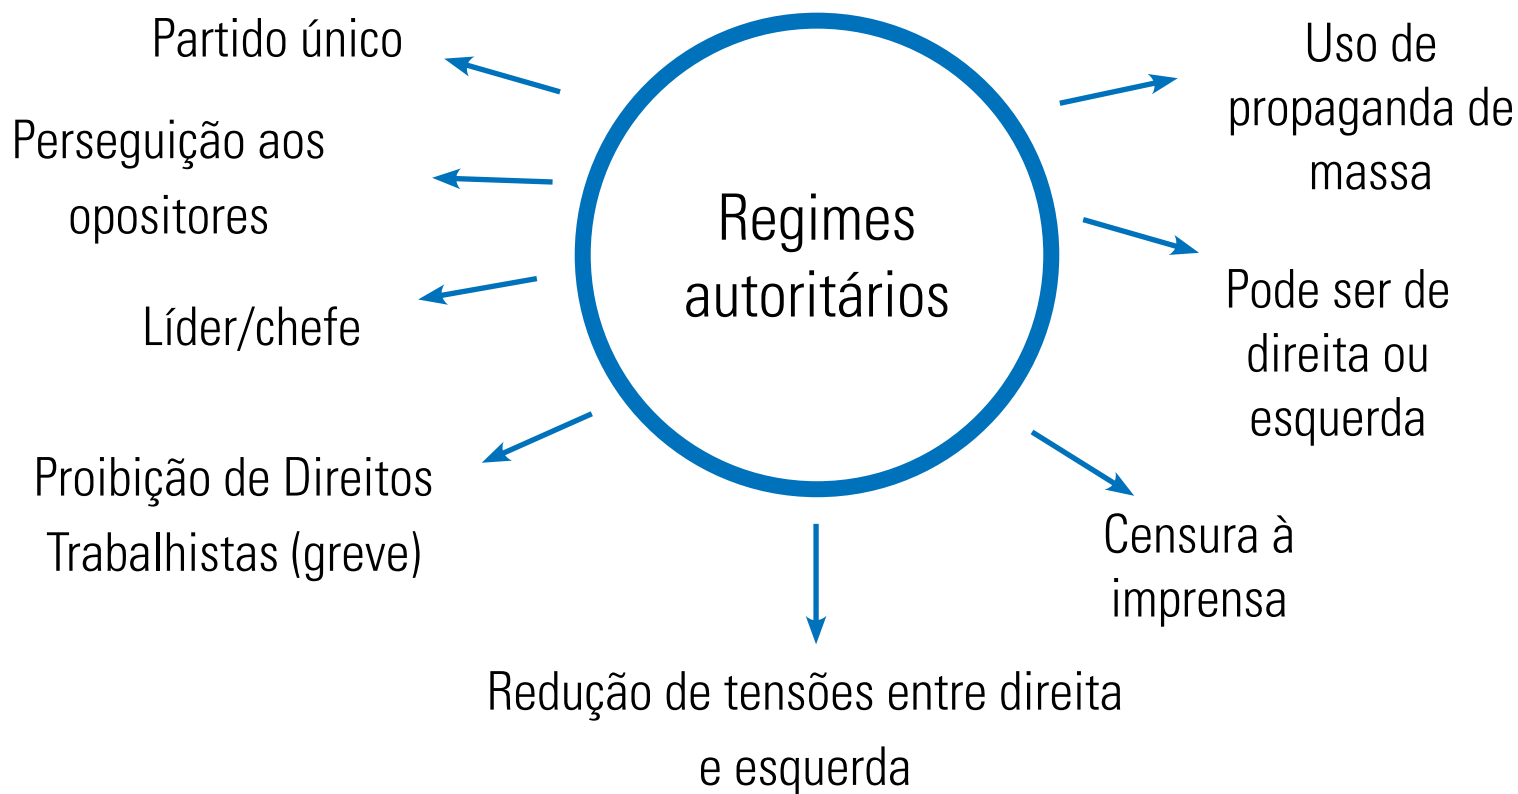 Partido único
Perseguição aos
opositores
Líder/chefe
Proibição de Direitos
Trabalhistas (greve)
Regimes
autoritários
Uso de
propaganda de
massa
Pode ser de
direita ou
esquerda
Censura à
imprensa
Redução de tensões entre direita
e esquerda